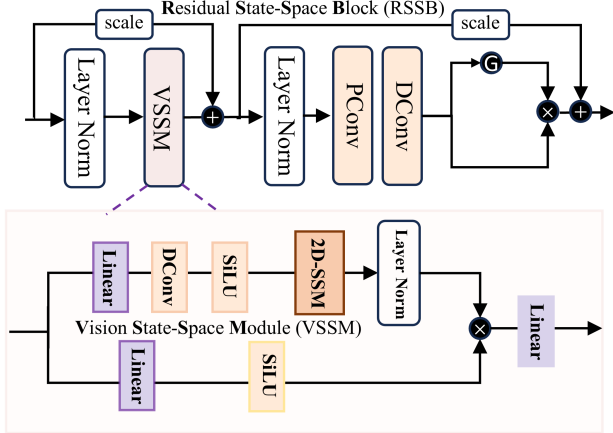 Residual State-Space Block (RSSB)
scale
scale
Layer Norm
VSSM
+
Layer Norm
PConv
DConv
G
×
+
Linear
DConv
SiLU
2D-SSM
Layer Norm
Vision State-Space Module (VSSM)
×
Linear
Linear
SiLU